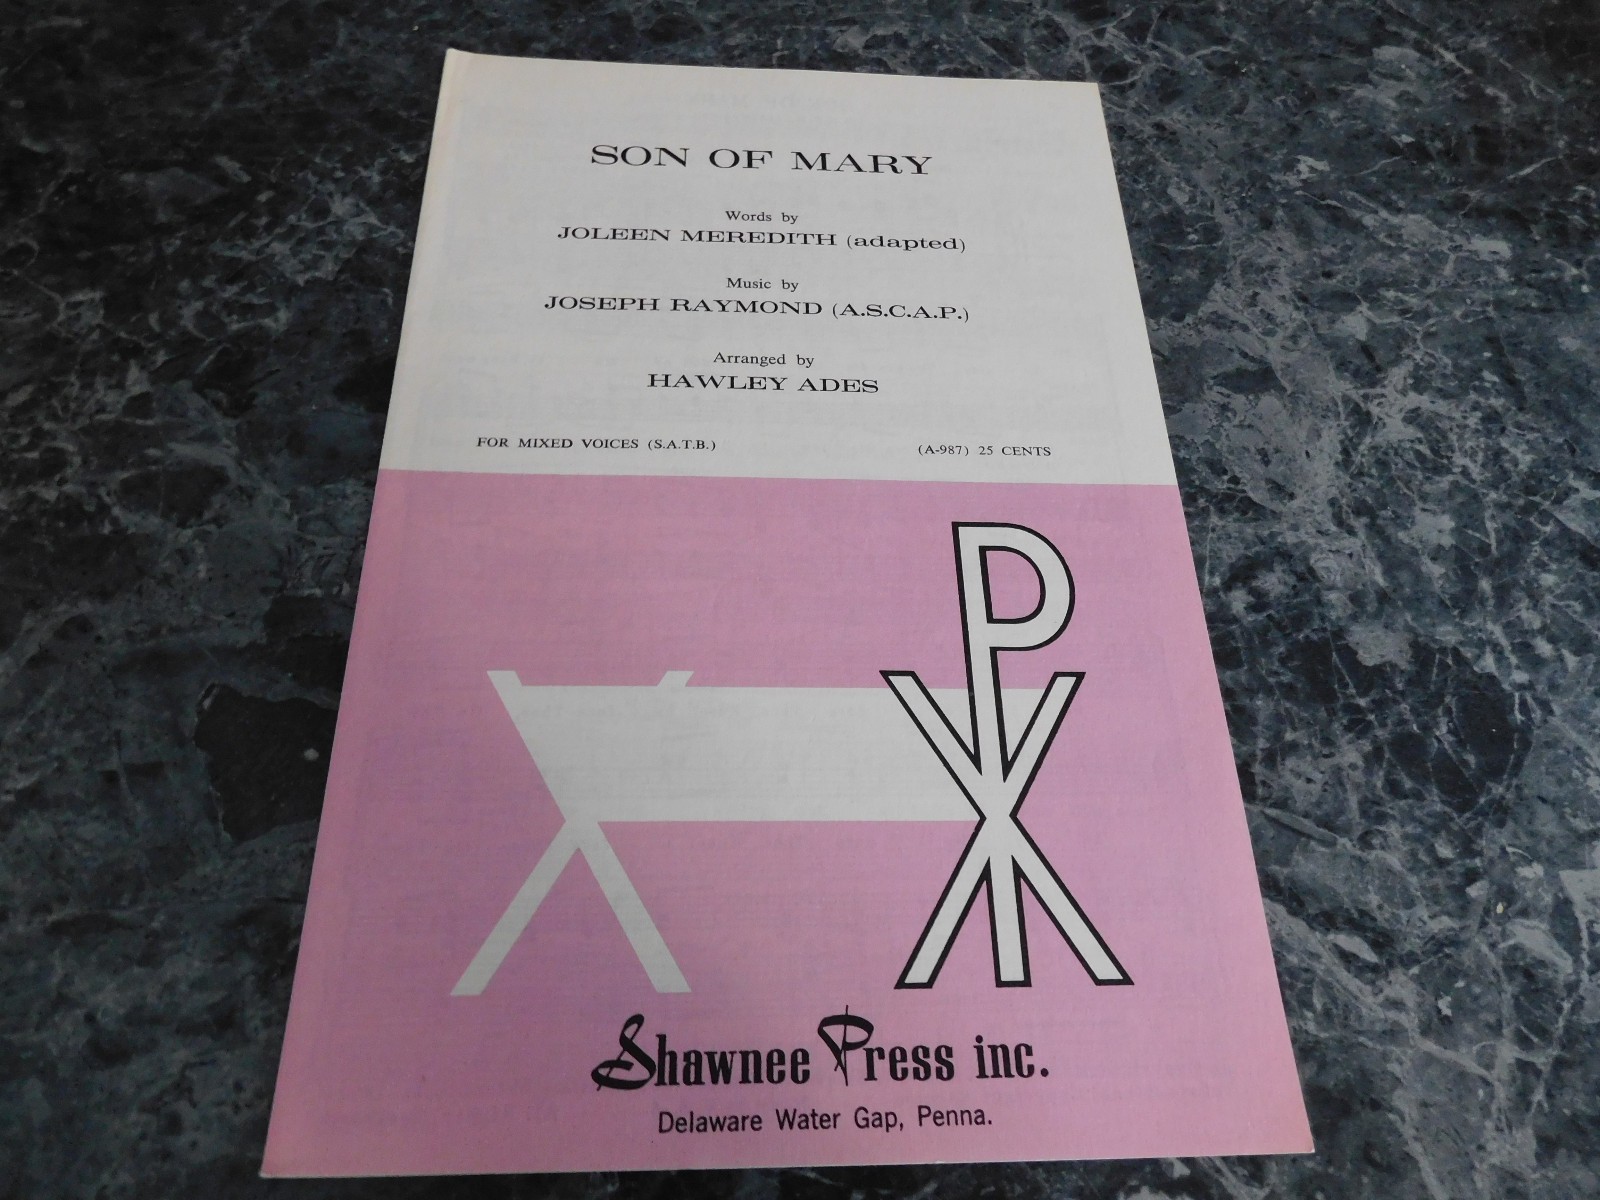 SON OF MARY
Words by
JOLEEN MEREDITH (adapted)
Music by
JOSEPH RAYMOND (A.S.C.A.P.)
Arranged by
HAWLEY ADES
FOR MIXED VOICES (S.A.T.B.) (A-987) 25 CENTS
Shawnee Press inc.
Delaware Water Gap, Penna.